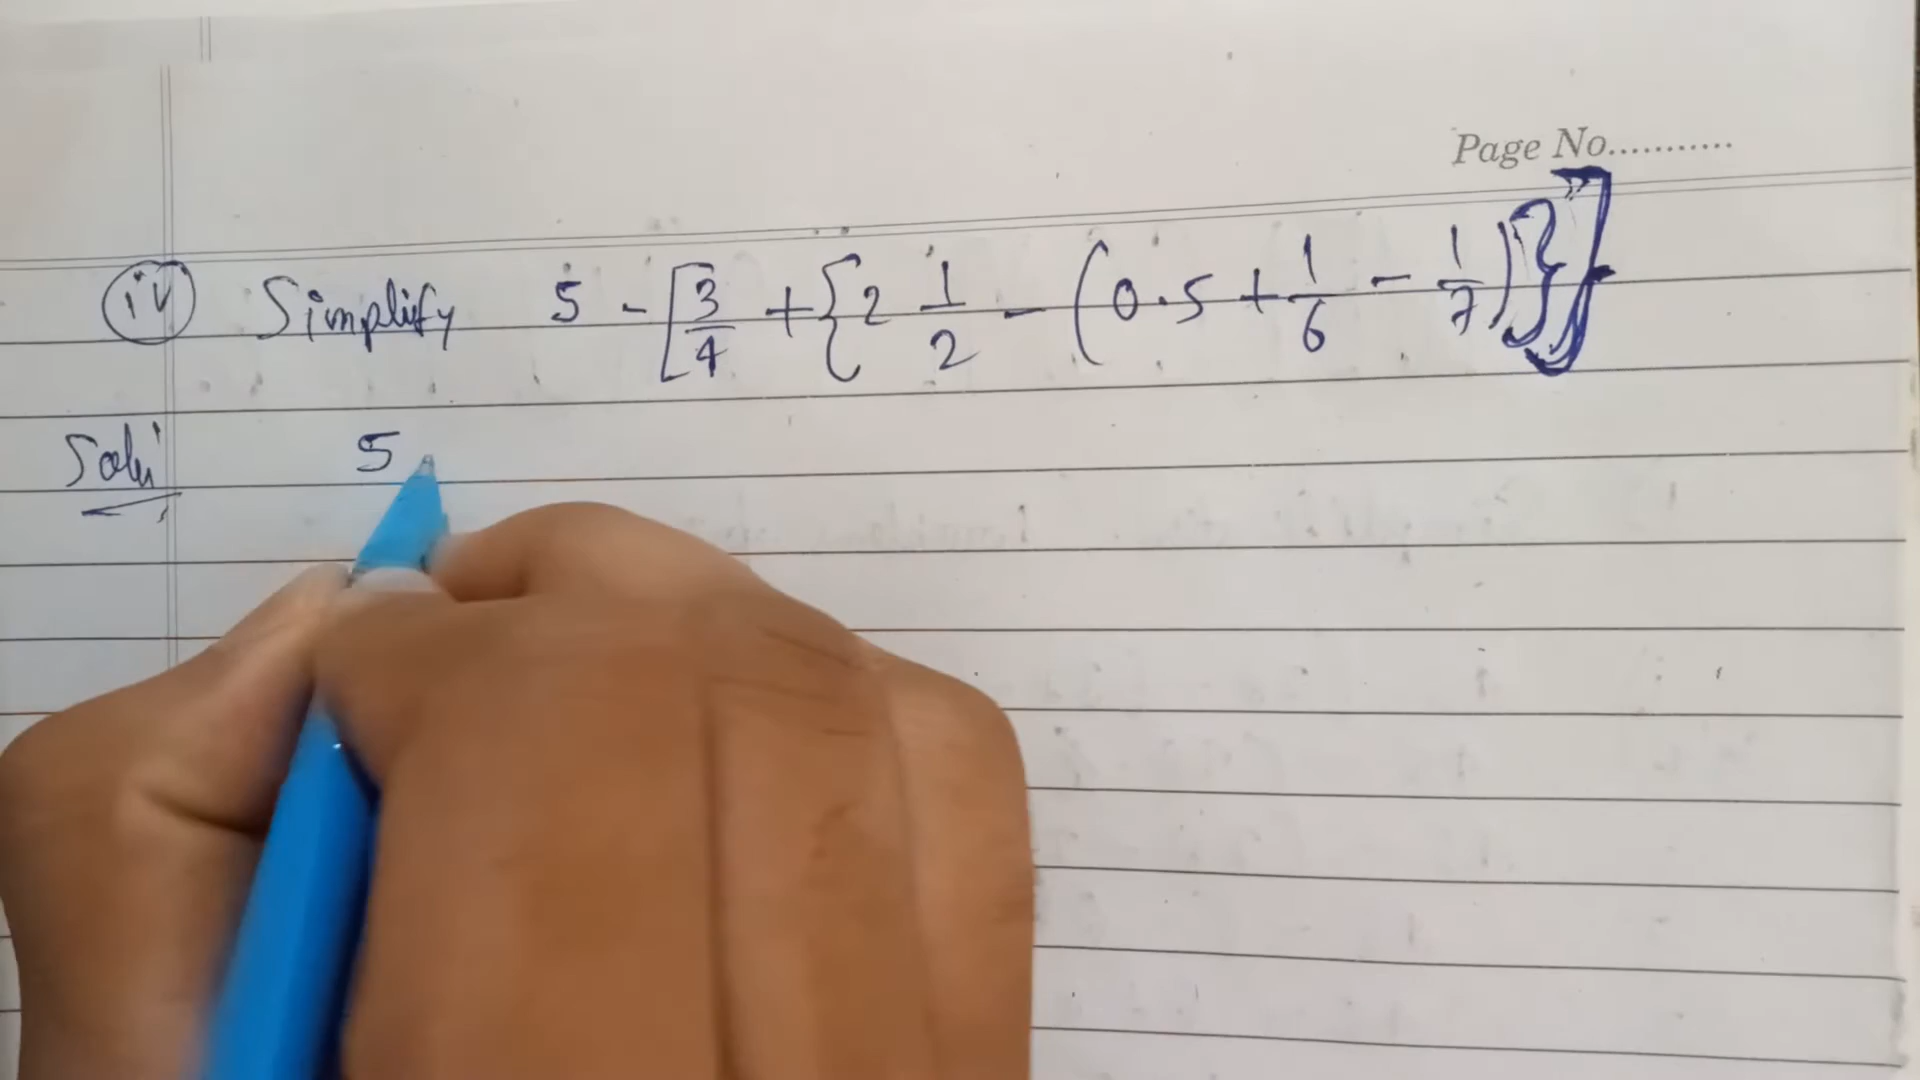 Page No...........
iv Simplify 5 - [3/4 + {2 1/2 - (0.5 + 1/6 - 1/7)}]
Soln
5